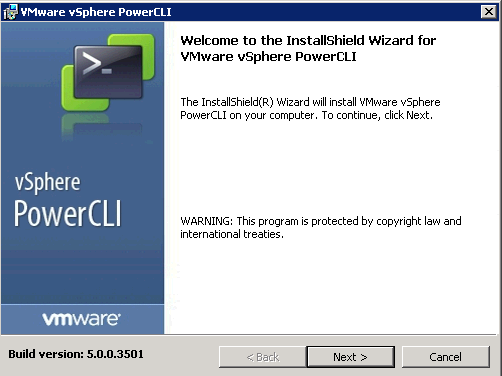 VMware vSphere PowerCLI
Welcome to the InstallShield Wizard for
VMware vSphere PowerCLI
The InstallShield(R) Wizard will install VMware vSphere
PowerCLI on your computer. To continue, click Next.
WARNING: This program is protected by copyright law and
international treaties.
vSphere
PowerCLI
vmware
Build version: 5.0.0.3501
< Back
Next >
Cancel